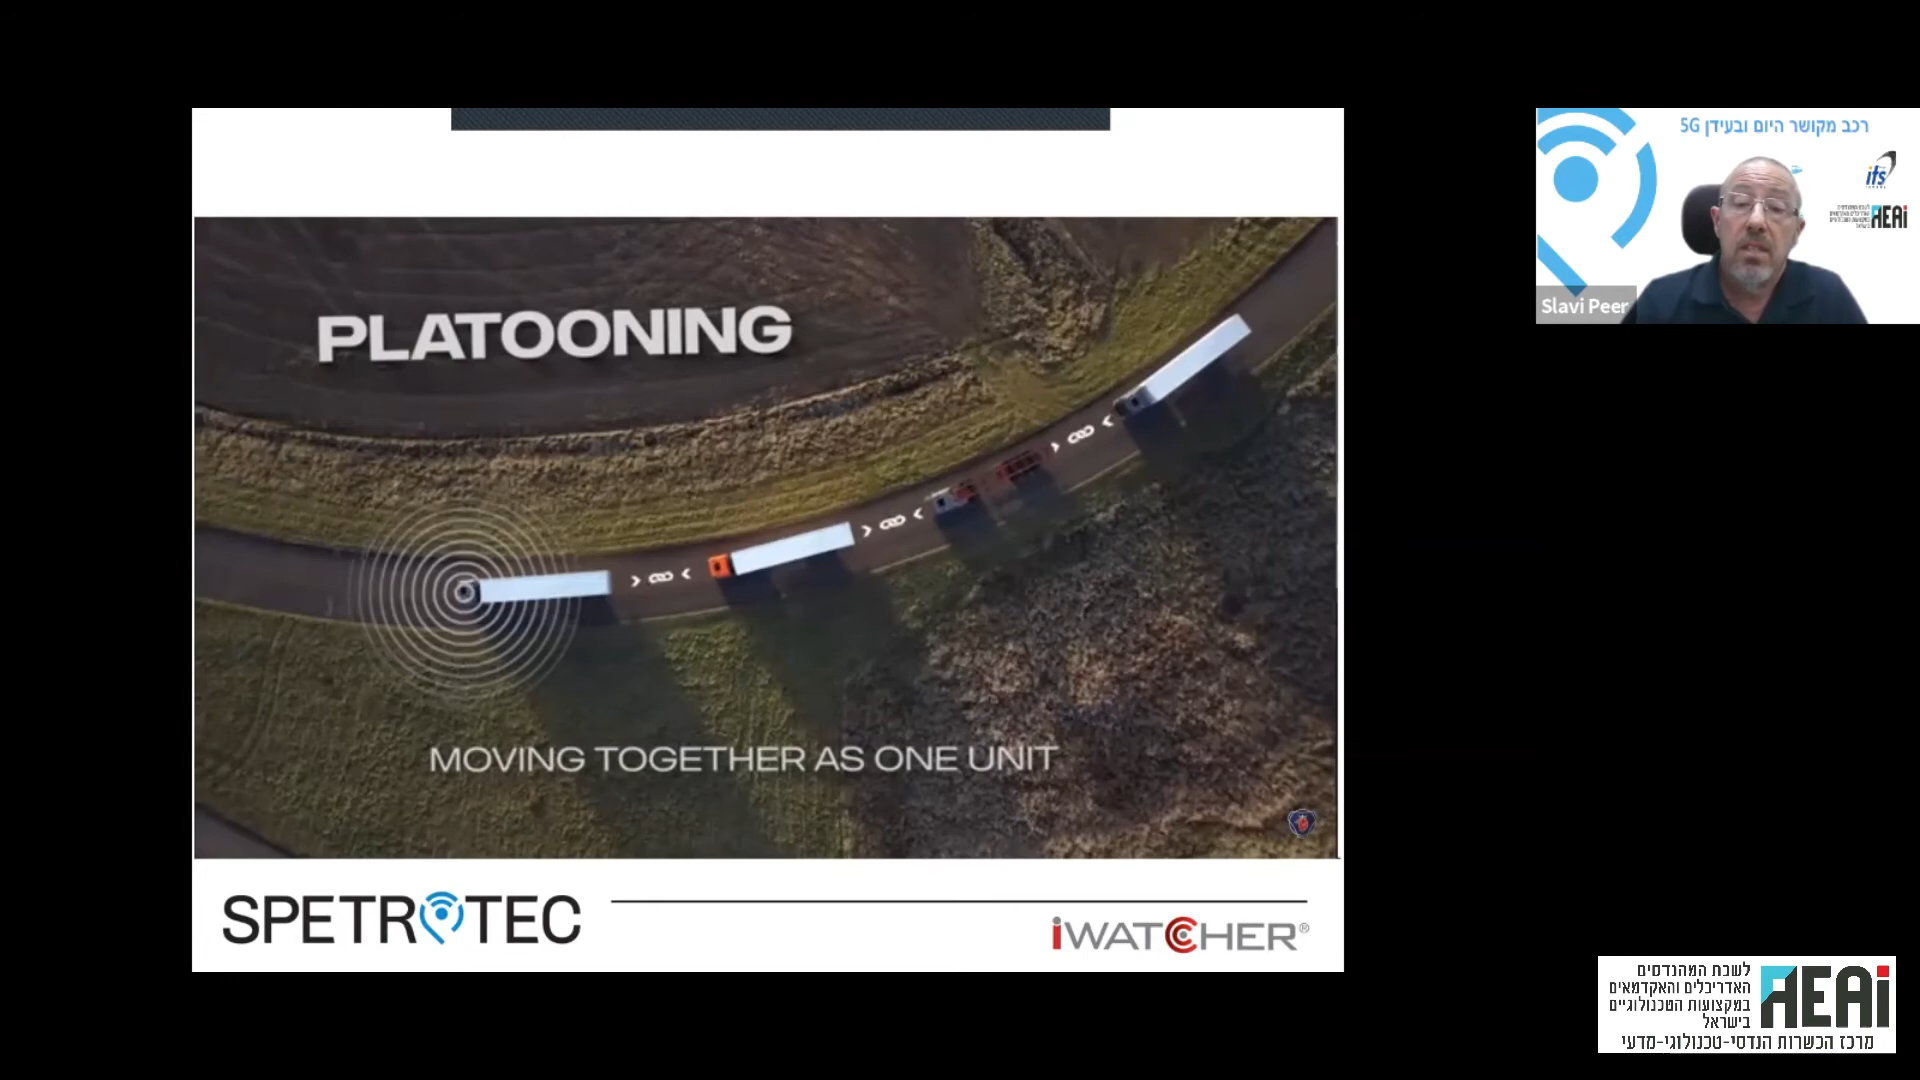 PLATOONING
MOVING TOGETHER AS ONE UNIT
SPETROTEC
iWATCHER®
רכב מקושר היום ובעידן 5G
its
AEAi
Slavi Peer
לשכת המהנדסים
האדריכלים והאקדמאים
במקצועות הטכנולוגיים
בישראל
AEAi
מרכז הכשרות הנדסי-טכנולוגי-מדעי